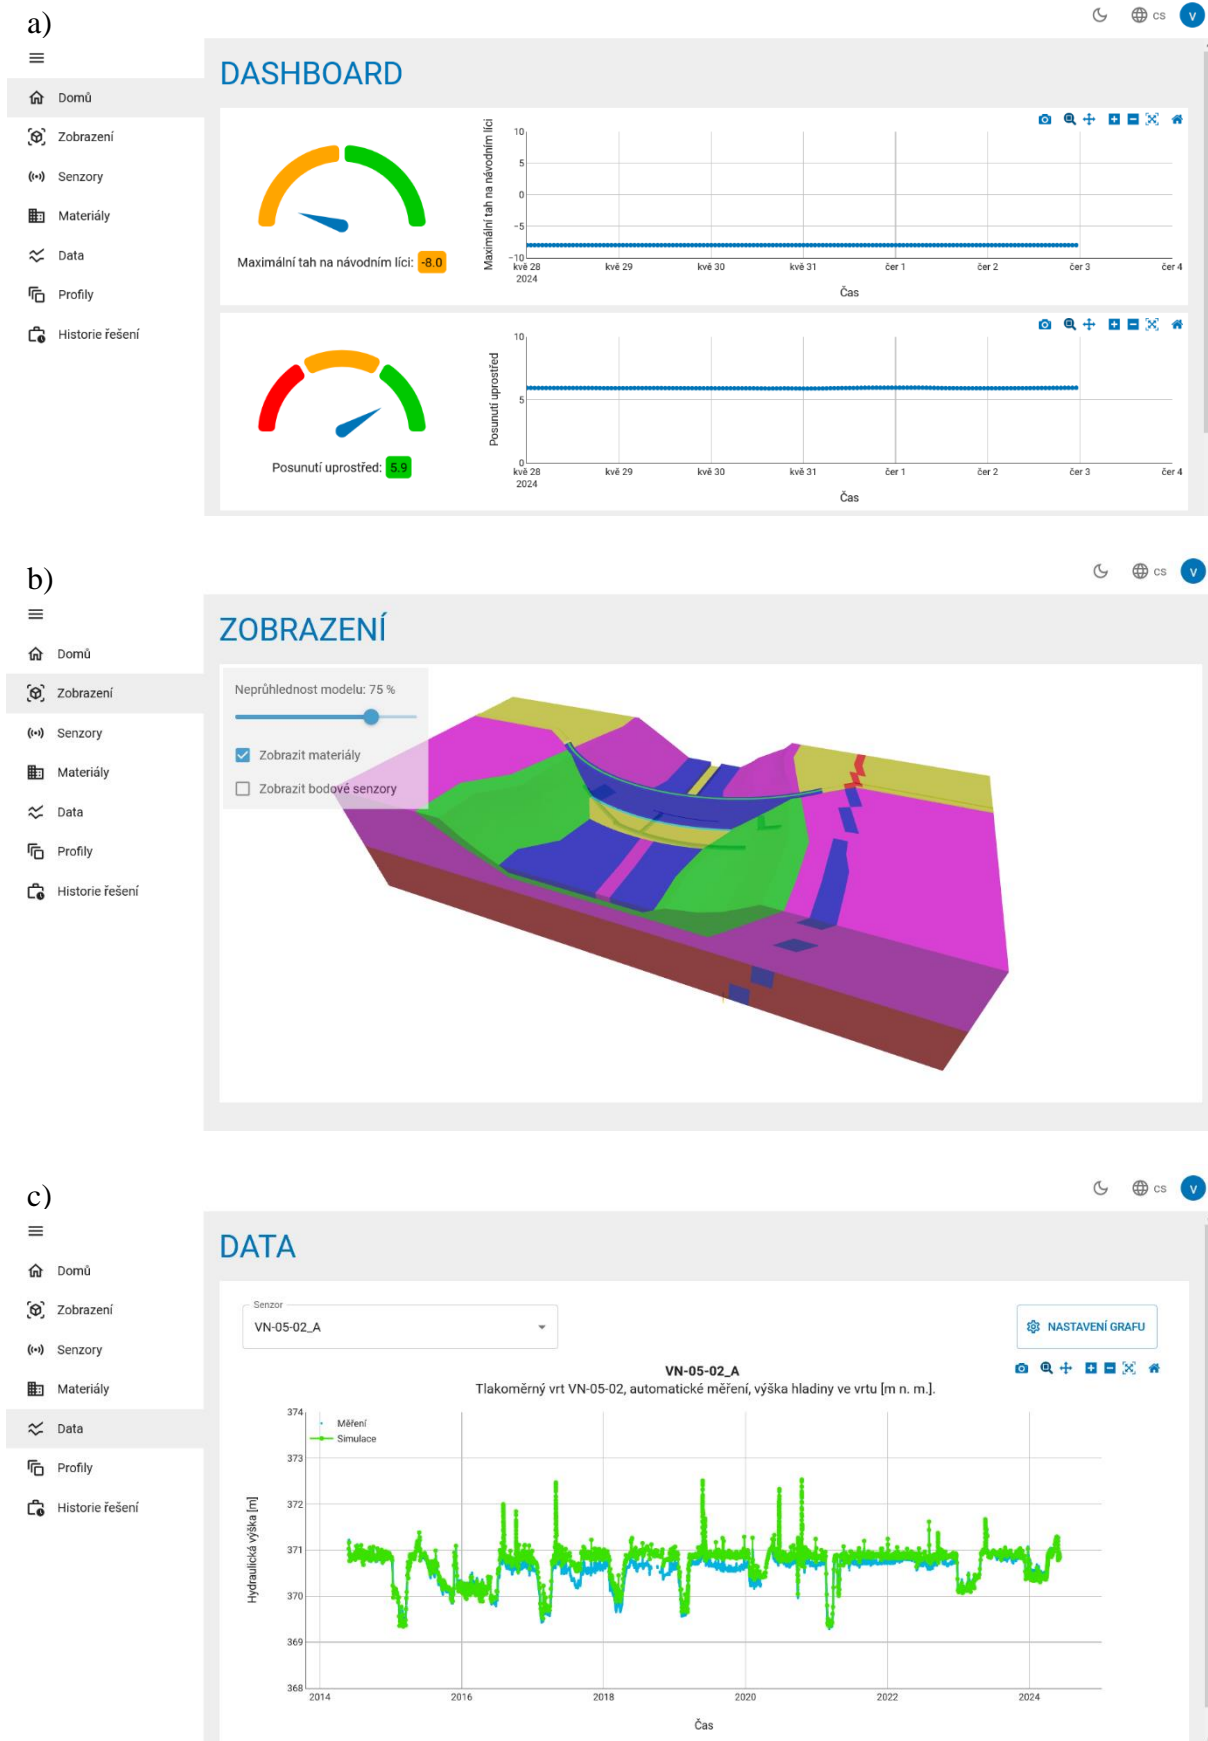 a)
cs
V
DASHBOARD
Domů
Zobrazení
Senzory
Materiály
Data
Profily
Historie řešení
Maximální tah na návodním líci: -8.0
Maximální tah na návodním líci
10
5
0
−5
−10
kvě 28
2024
kvě 29
kvě 30
kvě 31
čer 1
čer 2
čer 3
čer 4
Čas
Posunutí uprostřed: 5.9
Posunutí uprostřed
10
5
0
kvě 28
2024
kvě 29
kvě 30
kvě 31
čer 1
čer 2
čer 3
čer 4
Čas
b)
cs
V
ZOBRAZENÍ
Domů
Zobrazení
Senzory
Materiály
Data
Profily
Historie řešení
Neprůhlednost modelu: 75 %
Zobrazit materiály
Zobrazit bodové senzory
c)
cs
V
DATA
Domů
Zobrazení
Senzory
Materiály
Data
Profily
Historie řešení
Senzor
VN-05-02_A
NASTAVENÍ GRAFU
VN-05-02_A
Tlakoměrný vrt VN-05-02, automatické měření, výška hladiny ve vrtu [m n. m.].
Měření
Simulace
Hydraulická výška [m]
374
373
372
371
370
369
368
2014
2016
2018
2020
2022
2024
Čas